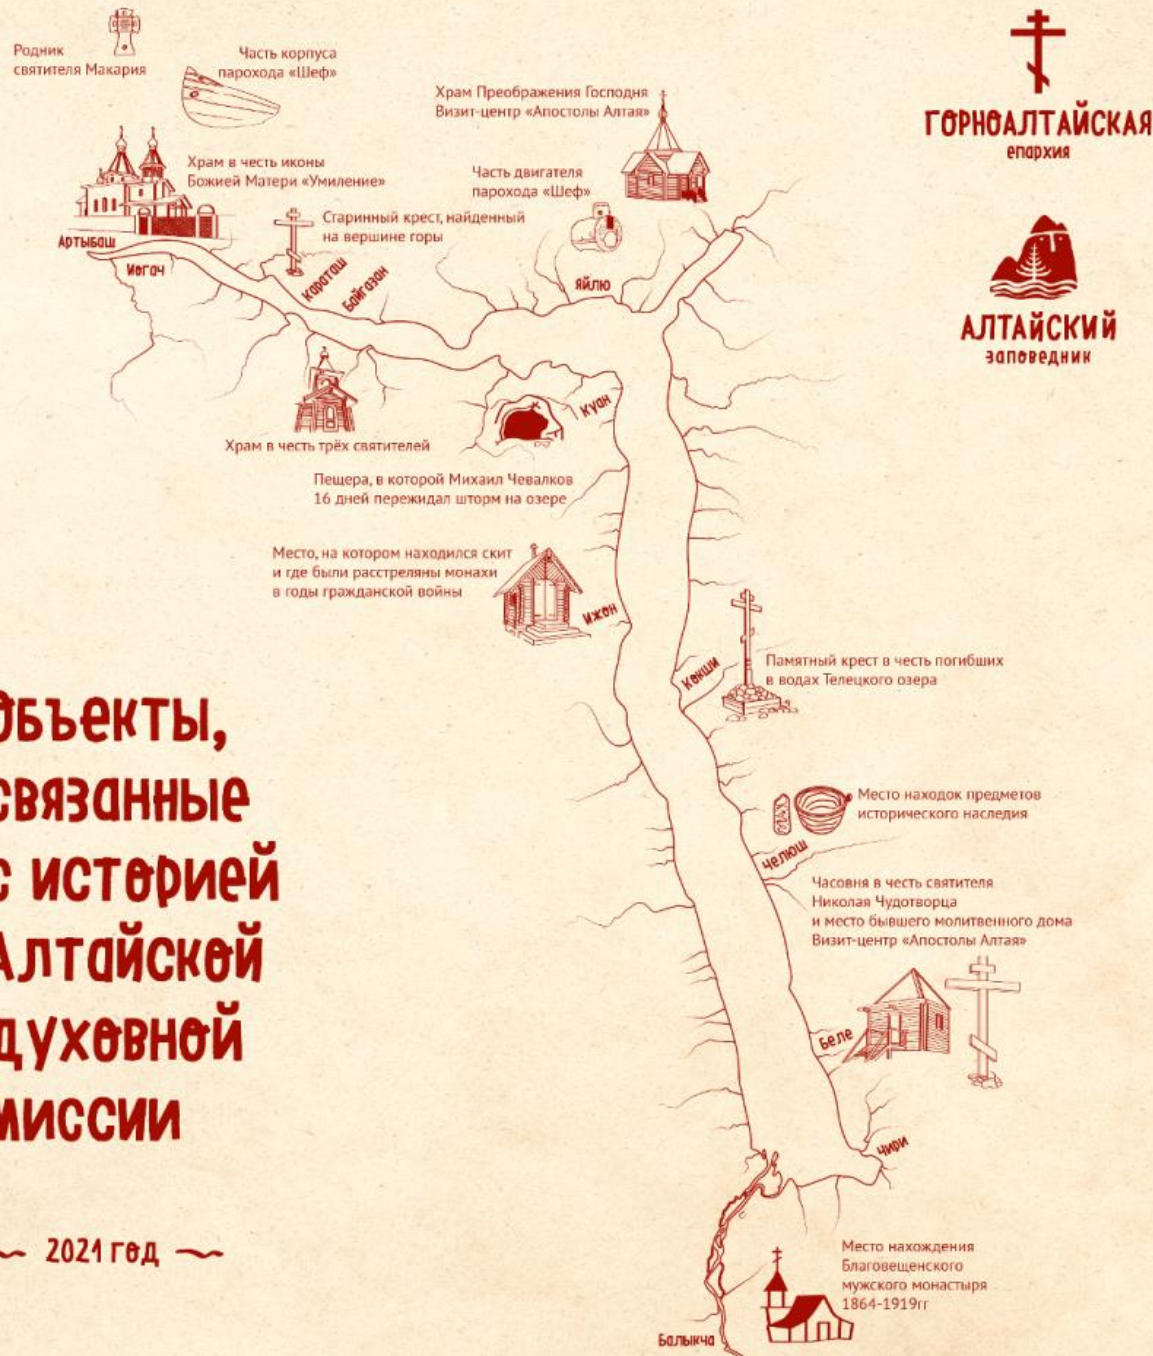 Родник
святителя Макария
Часть корпуса
парохода «Шеф»
Храм Преображения Господня
Визит-центр «Апостолы Алтая»
ГОРНОАЛТАЙСКАЯ
епархия
Храм в честь иконы
Божией Матери «Умиление»
Часть двигателя
парохода «Шеф»
Старинный крест, найденный
на вершине горы
АРТЫБАШ
Иогач
Караташ
Байгазан
Яйлю
АЛТАЙСКИЙ
заповедник
Храм в честь трёх святителей
Куан
Пещера, в которой Михаил Чевалков
16 дней пережидал шторм на озере
Место, на котором находился скит
и где были расстреляны монахи
в годы гражданской войны
Ижон
Кокши
Памятный крест в честь погибших
в водах Телецкого озера
Объекты,
связанные
с историей
Алтайской
духовной
миссии
2021 год
Место находок предметов
исторического наследия
Челюш
Часовня в честь святителя
Николая Чудотворца
и место бывшего молитвенного дома
Визит-центр «Апостолы Алтая»
Беле
Чири
Место нахождения
Благовещенского
мужского монастыря
1864-1919гг
Балыкча